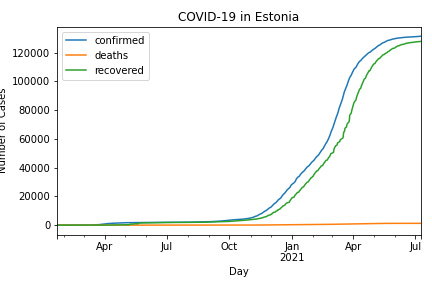 COVID-19 in Estonia
confirmed
deaths
recovered
120000
100000
80000
60000
40000
20000
0
Number of Cases
Apr
Jul
Oct
Jan
2021
Apr
Jul
Day